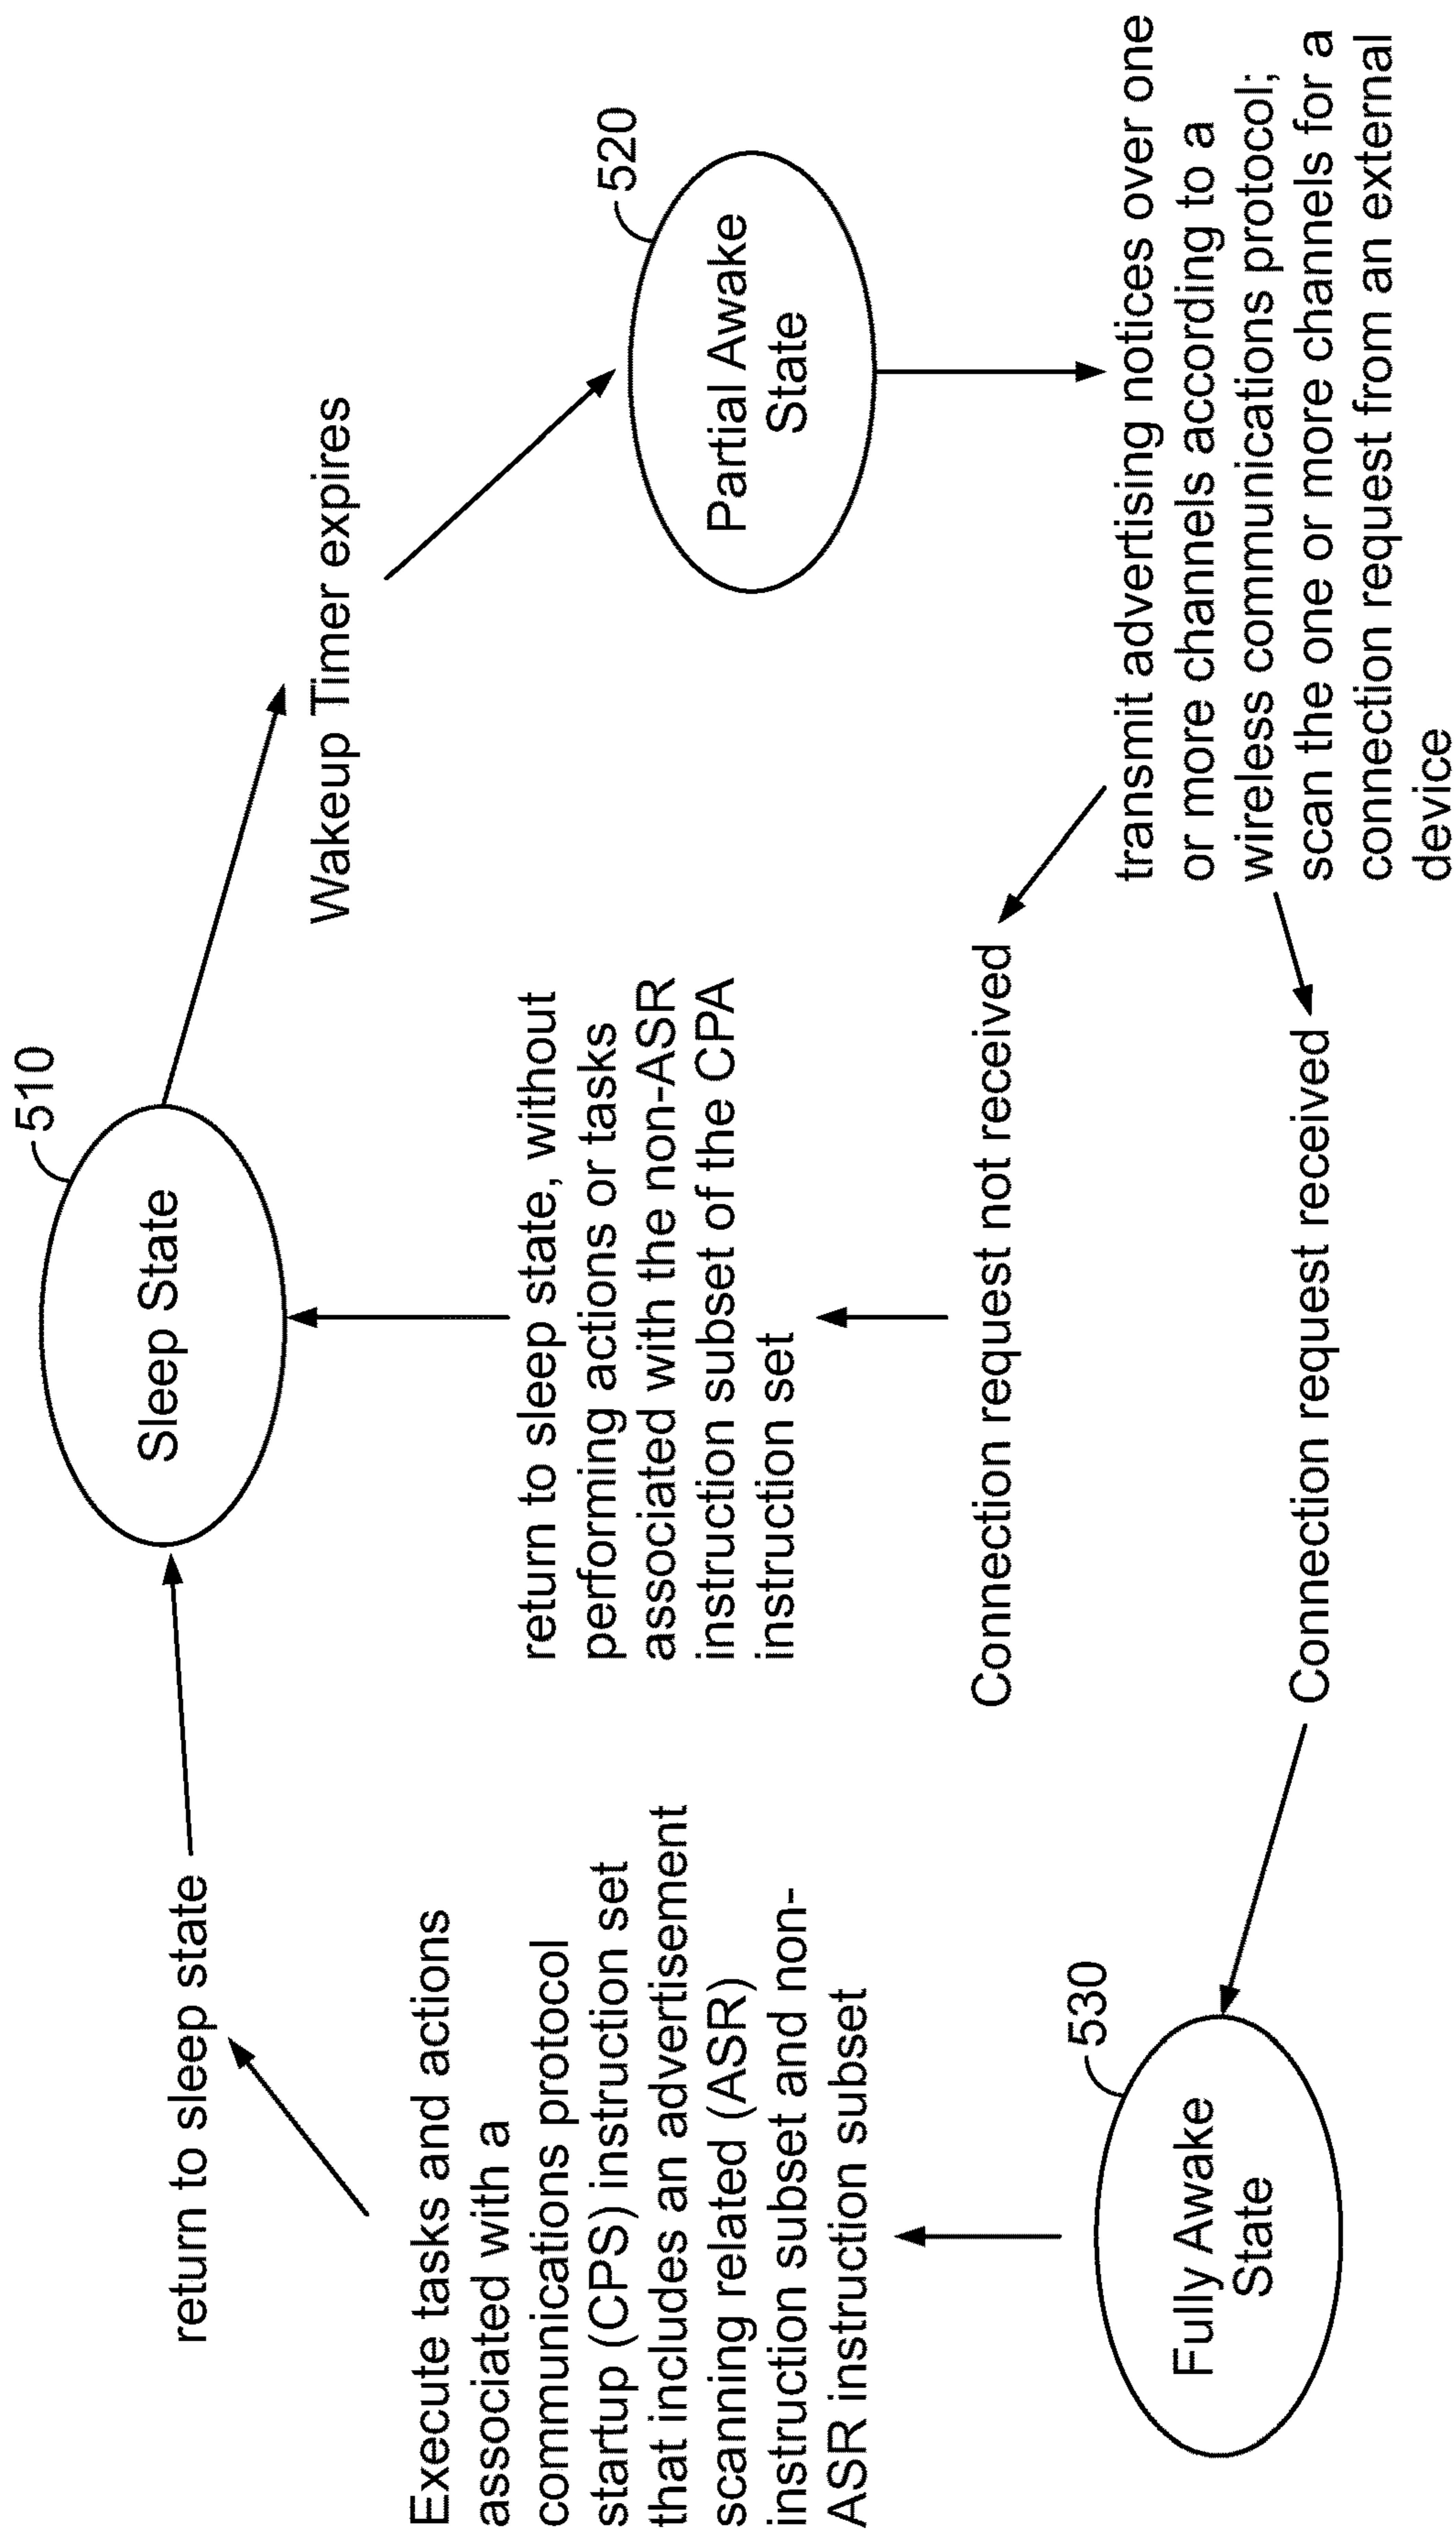 510
Sleep State
Wakeup Timer expires
520
Partial Awake
State
transmit advertising notices over one
or more channels according to a
wireless communications protocol;
scan the one or more channels for a
connection request from an external
device
Connection request not received
return to sleep state, without
performing actions or tasks
associated with the non-ASR
instruction subset of the CPA
instruction set
Connection request received
530
Fully Awake
State
Execute tasks and actions
associated with a
communications protocol
startup (CPS) instruction set
that includes an advertisement
scanning related (ASR)
instruction subset and non-
ASR instruction subset
return to sleep state